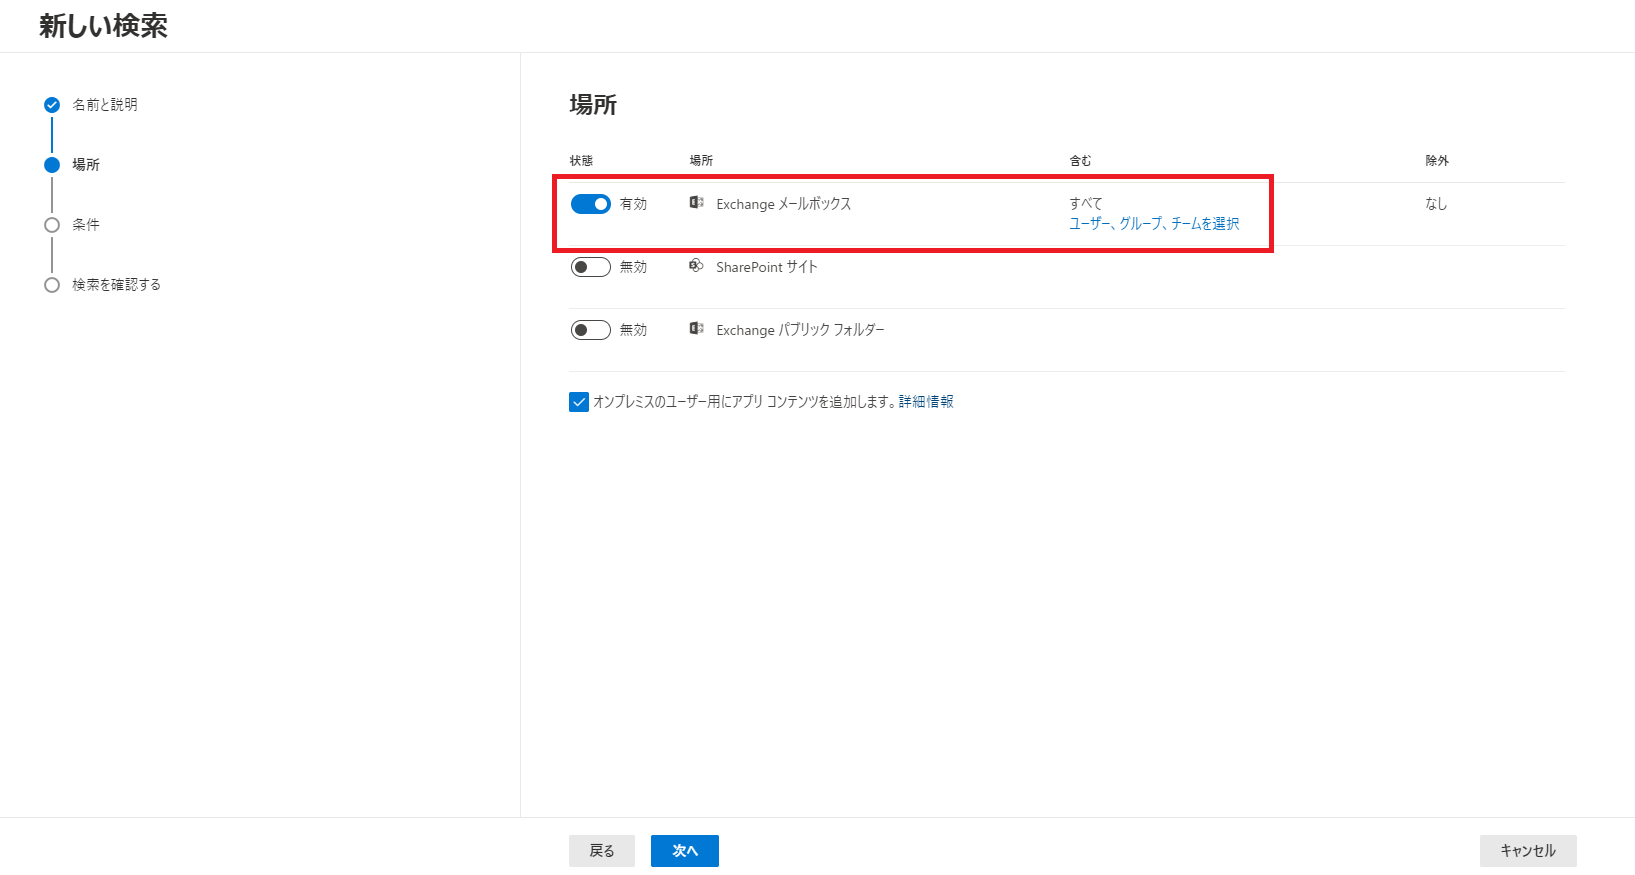 新しい検索
名前と説明
場所
条件
検索を確認する
場所
状態 場所 含む 除外
有効 Exchange メールボックス すべて なし
ユーザー、グループ、チームを選択
無効 SharePoint サイト
無効 Exchange パブリック フォルダー
オンプレミスのユーザー用にアプリ コンテンツを追加します。詳細情報
戻る 次へ キャンセル